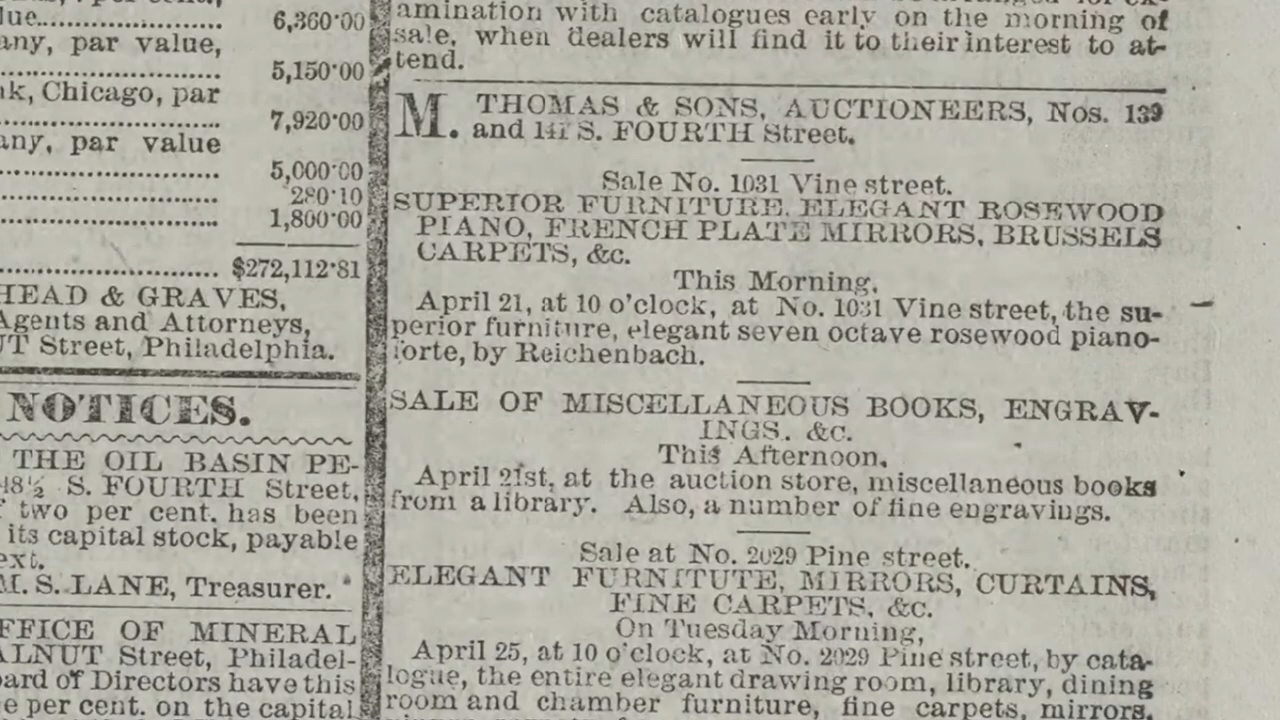 lue......................
6,360·00
any, par value,
......................... 5,150·00
nk, Chicago, par
......................... 7,920·00
any, par value
......................... 5,000·00
......................... 280·10
......................... 1,800·00
......................... $272,112·81
HEAD & GRAVES,
Agents and Attorneys,
UT Street, Philadelphia.
NOTICES.
THE OIL BASIN PE-
48½ S. FOURTH Street,
f two per cent. has been
its capital stock, payable
ext.
M. S. LANE, Treasurer.
FFICE OF MINERAL
ALNUT Street, Philadel-
oard of Directors have this
e per cent. on the capital
amination with catalogues early on the morning of
sale, when dealers will find it to their interest to at-
tend.
M. THOMAS & SONS, AUCTIONEERS, Nos. 139
and 141 S. FOURTH Street.
Sale No. 1031 Vine street.
SUPERIOR FURNITURE, ELEGANT ROSEWOOD
PIANO, FRENCH PLATE MIRRORS, BRUSSELS
CARPETS, &c.
This Morning,
April 21, at 10 o'clock, at No. 1031 Vine street, the su-
perior furniture, elegant seven octave rosewood piano-
forte, by Reichenbach.
SALE OF MISCELLANEOUS BOOKS, ENGRAV-
INGS, &c.
This Afternoon,
April 21st, at the auction store, miscellaneous books
from a library. Also, a number of fine engravings.
Sale at No. 2029 Pine street.
ELEGANT FURNITUTE, MIRRORS, CURTAINS,
FINE CARPETS, &c.
On Tuesday Morning,
April 25, at 10 o'clock, at No. 2029 Pine street, by cata-
logue, the entire elegant drawing room, library, dining
room and chamber furniture, fine carpets, mirrors,